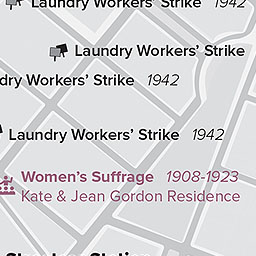 Laundry Workers' Strike 1942
Laundry Workers' Strike
dry Workers' Strike 1942
Laundry Workers' Strike 1942
Women's Suffrage 1908-1923
Kate & Jean Gordon Residence